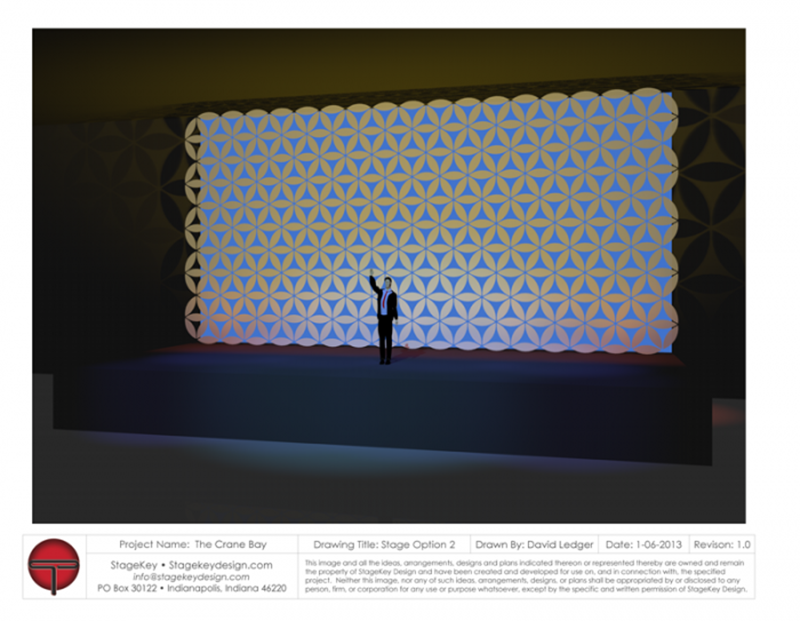 Project Name: The Crane Bay
Drawing Title: Stage Option 2
Drawn By: David Ledger
Date: 1-06-2013
Revison: 1.0
StageKey • Stagekeydesign.com
info@stagekeydesign.com
PO Box 30122 • Indianapolis, Indiana 46220
This image and all the ideas, arrangements, designs and plans indicated thereon or represented thereby are owned and remain
the property of StageKey Design and have been created and developed for use on, and in connection with, the specified
project. Neither this image, nor any of such ideas, arrangements, designs, or plans shall be appropriated by or disclosed to any
person, firm, or corporation for any use or purpose whatsoever, except by the specific and written permission of StageKey Design.